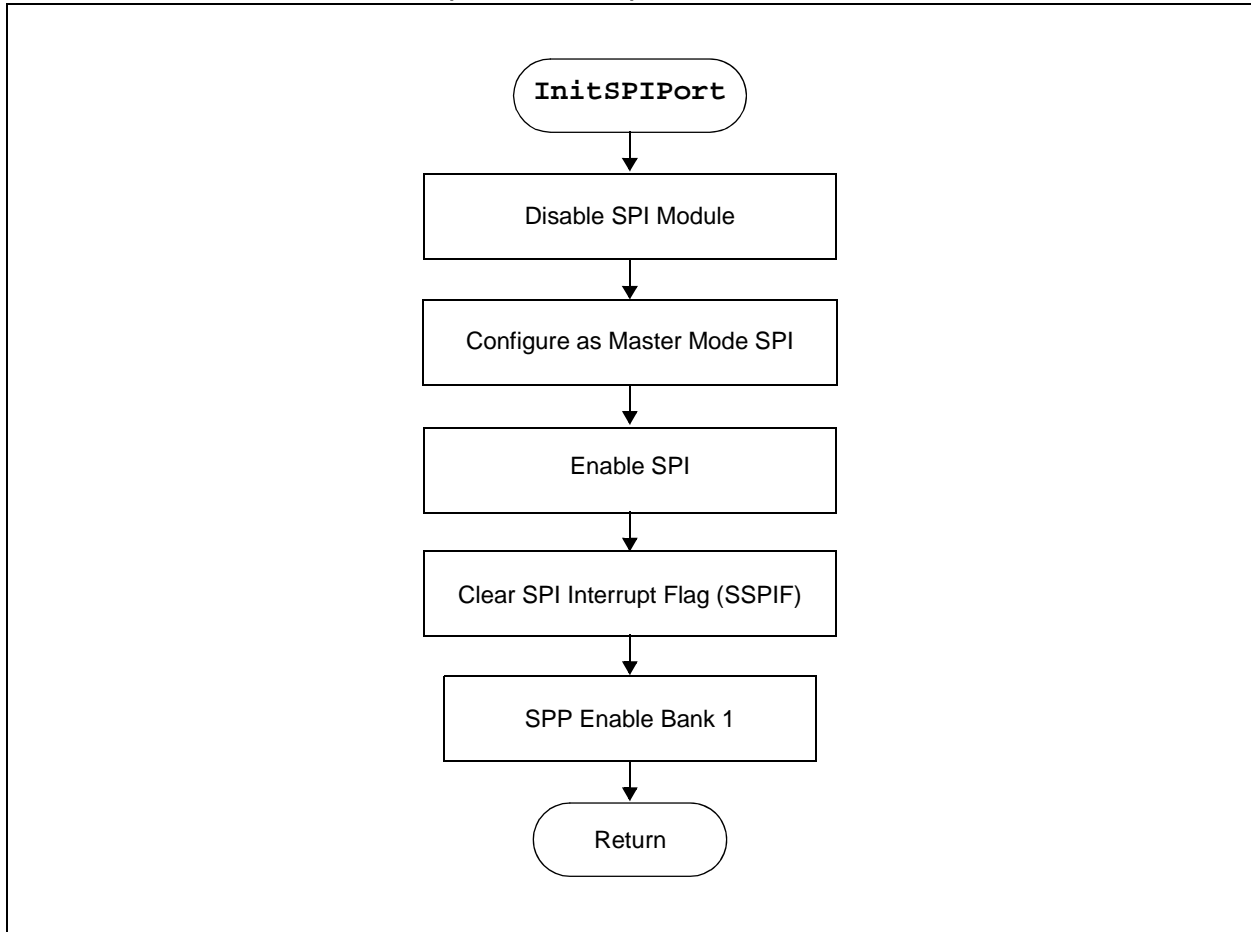 InitSPIPort
Disable SPI Module
Configure as Master Mode SPI
Enable SPI
Clear SPI Interrupt Flag (SSPIF)
SPP Enable Bank 1
Return